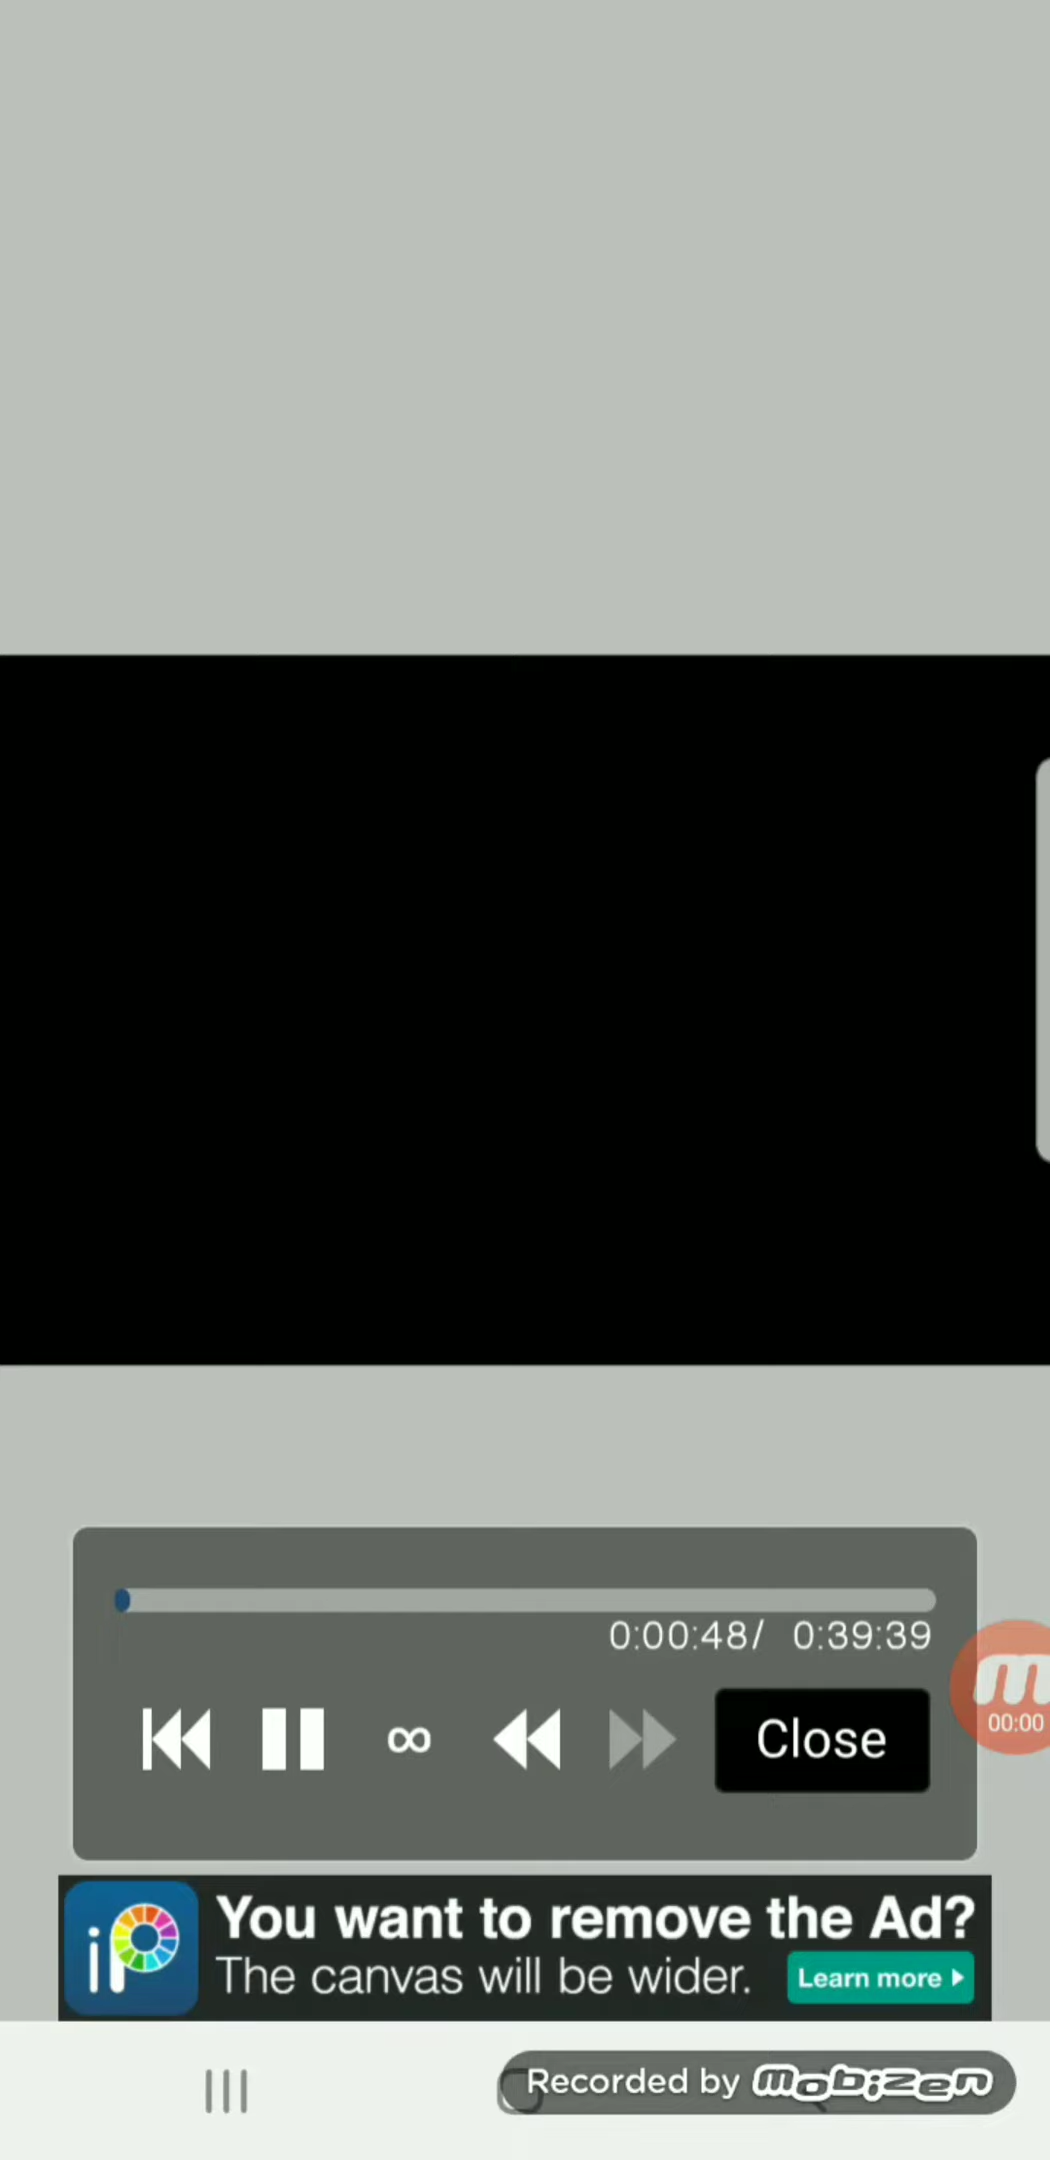 0:00:48/ 0:39:39
∞
Close
00:00
iP
You want to remove the Ad?
The canvas will be wider.
Learn more
Recorded by mobizen